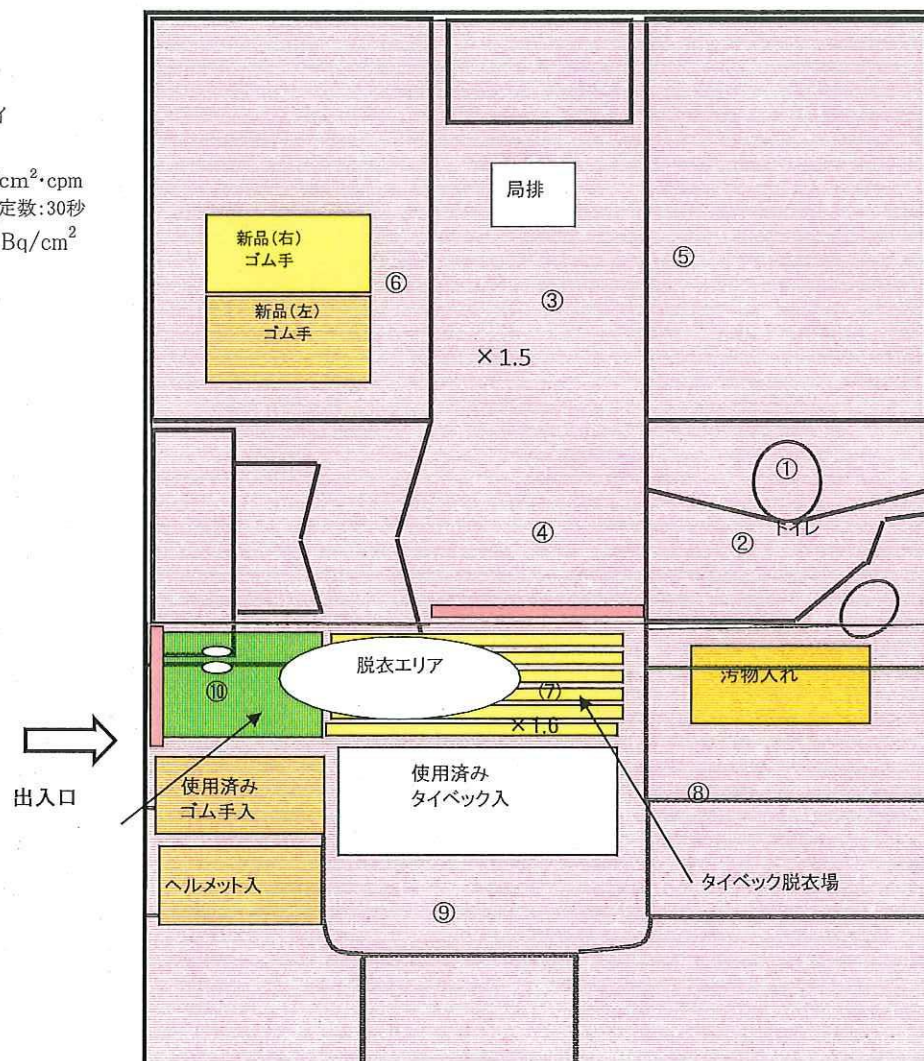 イ
cm²・cpm
定数:30秒
Bq/cm²
局排
新品(右)
ゴム手
⑥
新品(左)
ゴム手
③
⑤
×1.5
①
トイレ
④
②
脱衣エリア
⑩
(7)
×1.6
汚物入れ
出入口
使用済み
ゴム手入
使用済み
タイベック入
⑧
ヘルメット入
タイベック脱衣場
⑨